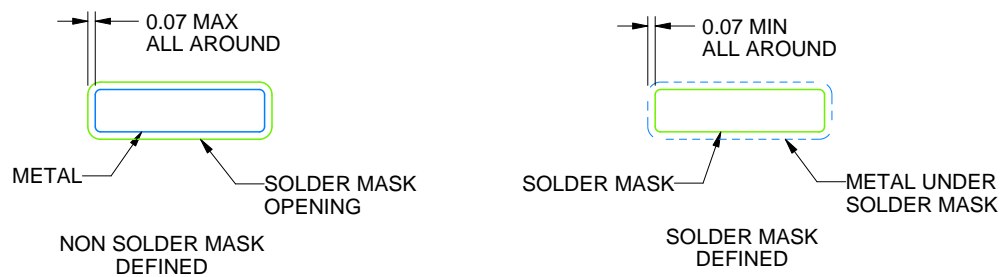 0.07 MAX
ALL AROUND
METAL
SOLDER MASK
OPENING
NON SOLDER MASK
DEFINED
0.07 MIN
ALL AROUND
SOLDER MASK
METAL UNDER
SOLDER MASK
SOLDER MASK
DEFINED